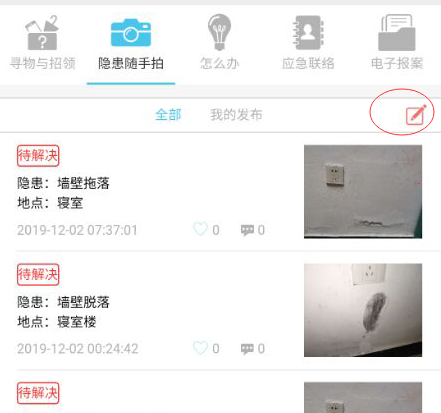 寻物与招领 隐患随手拍 怎么办 应急联络 电子报案
全部 我的发布
待解决
隐患：墙壁拖落
地点：寝室
2019-12-02 07:37:01 0 0
待解决
隐患：墙壁脱落
地点：寝室楼
2019-12-02 00:24:42 0 0
待解决